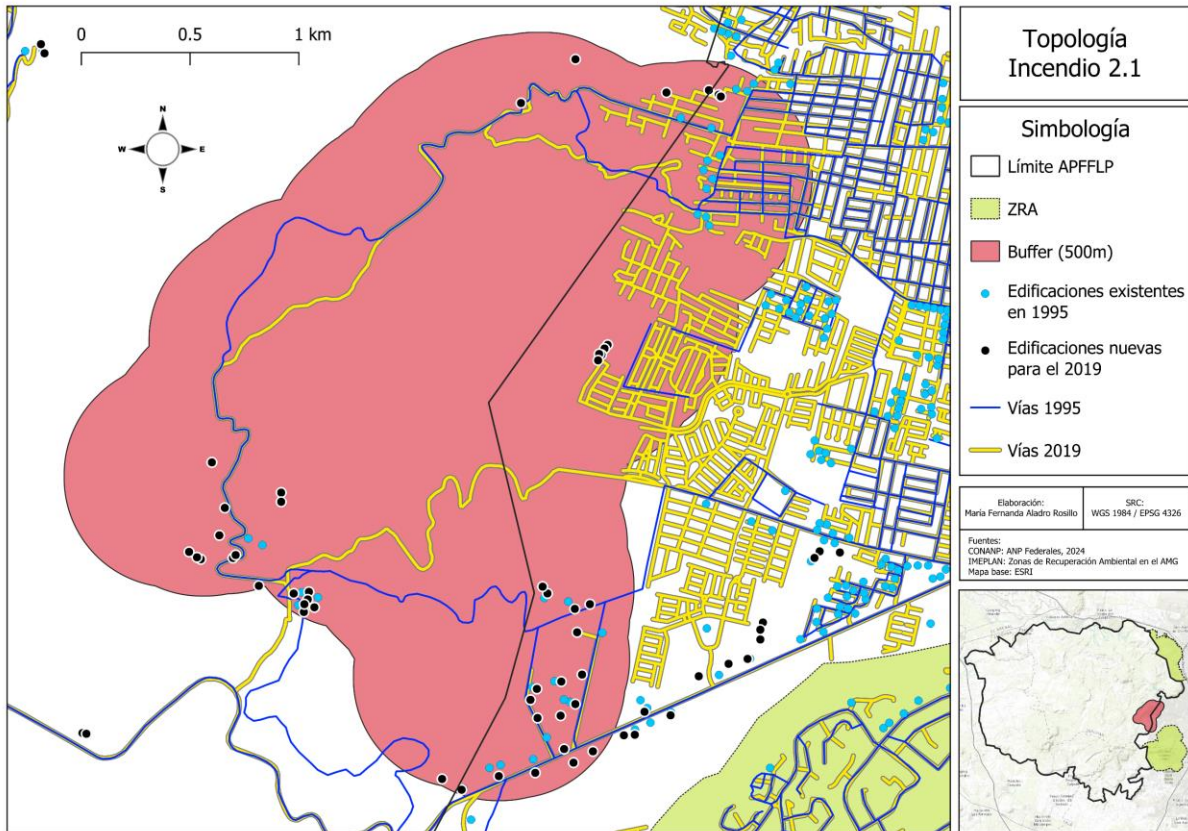 0 0.5 1 km
N
W E
S
Topología
Incendio 2.1
Simbología
Límite APFFLP
ZRA
Buffer (500m)
Edificaciones existentes
en 1995
Edificaciones nuevas
para el 2019
Vías 1995
Vías 2019
Elaboración:
María Fernanda Aladro Rosillo
SRC:
WGS 1984 / EPSG 4326
Fuentes:
CONANP: ANP Federales, 2024
IMEPLAN: Zonas de Recuperación Ambiental en el AMG
Mapa base: ESRI